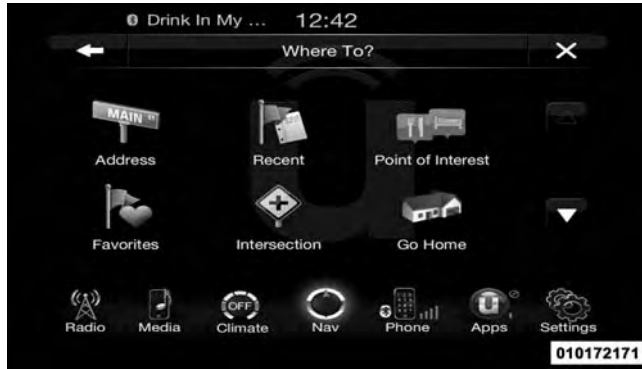 Drink In My ... 12:42
Where To?
MAIN ST
Address Recent Point of Interest
Favorites Intersection Go Home
OFF
Radio Media Climate Nav Phone Apps Settings
010172171